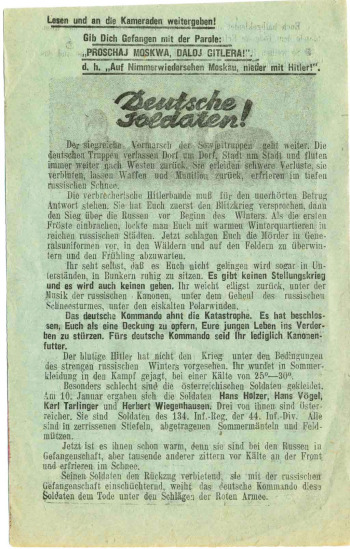 Lesen und an die Kameraden weitergeben!
Gib Dich Gefangen mit der Parole:
„PROSCHAJ MOSKWA, DALOJ GITLERA!".
d. h. „Auf Nimmerwiedersehen Moskau, nieder mit Hitler!".
Deutsche
Soldaten!
Der siegreiche Vormarsch der Sowjettruppen geht weiter. Die
deutschen Truppen verlassen Dorf um Dorf, Stadt um Stadt und fluten
immer weiter nach Westen zurück. Sie erleiden schwere Verluste, sie
verbluten, lassen Waffen und Munition zurück, erfrieren im tiefen
russischen Schnee.
Die verbrecherische Hitlerbande muß für den unerhörten Betrug
Antwort stehen. Sie hat Euch zuerst den Blitzkrieg versprochen, dann
den Sieg über die Russen vor Beginn des Winters. Als die ersten
Fröste einbrachen, lockte man Euch mit warmen Winterquartieren in
reichen russischen Städten. Jetzt schlagen Euch die Mörder in Gene-
ralsuniformen vor, in den Wäldern und auf den Feldern zu überwin-
tern und den Frühling abzuwarten.
Ihr seht selbst, daß es Euch nicht gelingen wird sogar in Un-
terständen, in Bunkern ruhig zu sitzen. Es gibt keinen Stellungskrieg
und es wird auch keinen geben. Ihr weicht eiligst zurück, unter der
Musik der russischen Kanonen, unter dem Geheul des russischen
Schneesturmes, unter den eiskalten Polarwinden.
Das deutsche Kommando ahnt die Katastrophe. Es hat beschlos-
sen, Euch als eine Deckung zu opfern, Eure jungen Leben ins Verder-
ben zu stürzen. Fürs deutsche Kommando seid Ihr lediglich Kanonen-
futter.
Der blutige Hitler hat nicht den Krieg unter den Bedingungen
des strengen russischen Winters vorgesehen. Ihr wurdet in Sommer-
kleidung in den Kampf gejagt, bei einer Kälte von 25°—30°.
Besonders schlecht sind die österreichischen Soldaten gekleidet.
Am 10. Januar ergaben sich die Soldaten Hans Holzer, Hans Vögel,
Karl Tarlinger und Herbert Wiegenhausen. Drei von ihnen sind Öster-
reicher. Sie sind Soldaten des 134. Inf.-Reg. der 44. Inf.-Div. Alle
sind in zerrissenen Stiefeln, abgetragenen Sommermänteln und Feld-
mützen.
Jetzt ist es ihnen schon warm, denn sie sind bei den Russen in
Gefangenschaft, aber tausende anderer zittern vor Kälte an der Front
und erfrieren im Schnee.
Seinen Soldaten den Rückzug verbietend, sie mit der russischen
Gefangenschaft einschüchternd, weiht das deutsche Kommando diese
Soldaten dem Tode unter den Schlägen der Roten Armee.